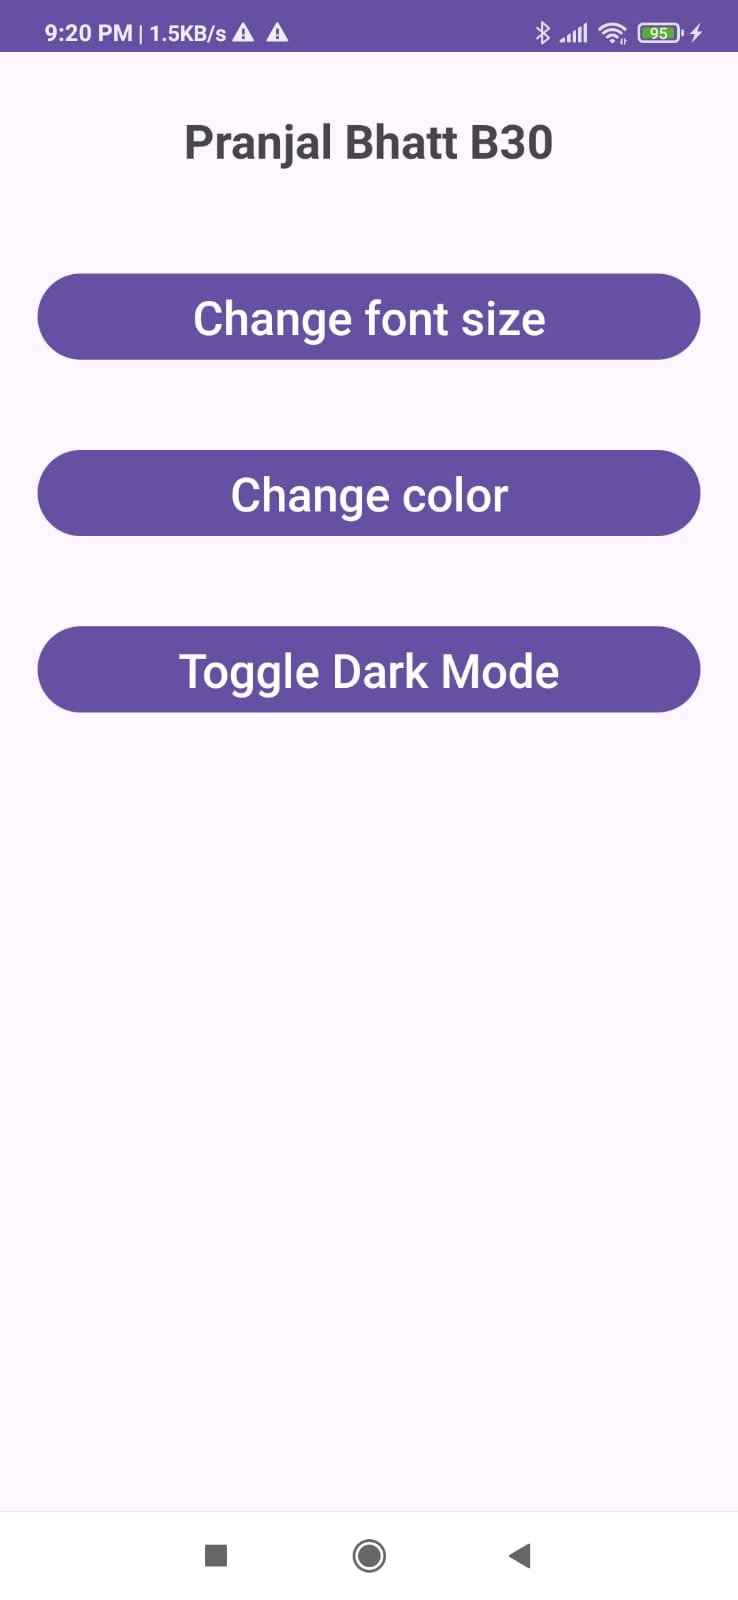 9:20 PM | 1.5KB/s
95
Pranjal Bhatt B30
Change font size
Change color
Toggle Dark Mode